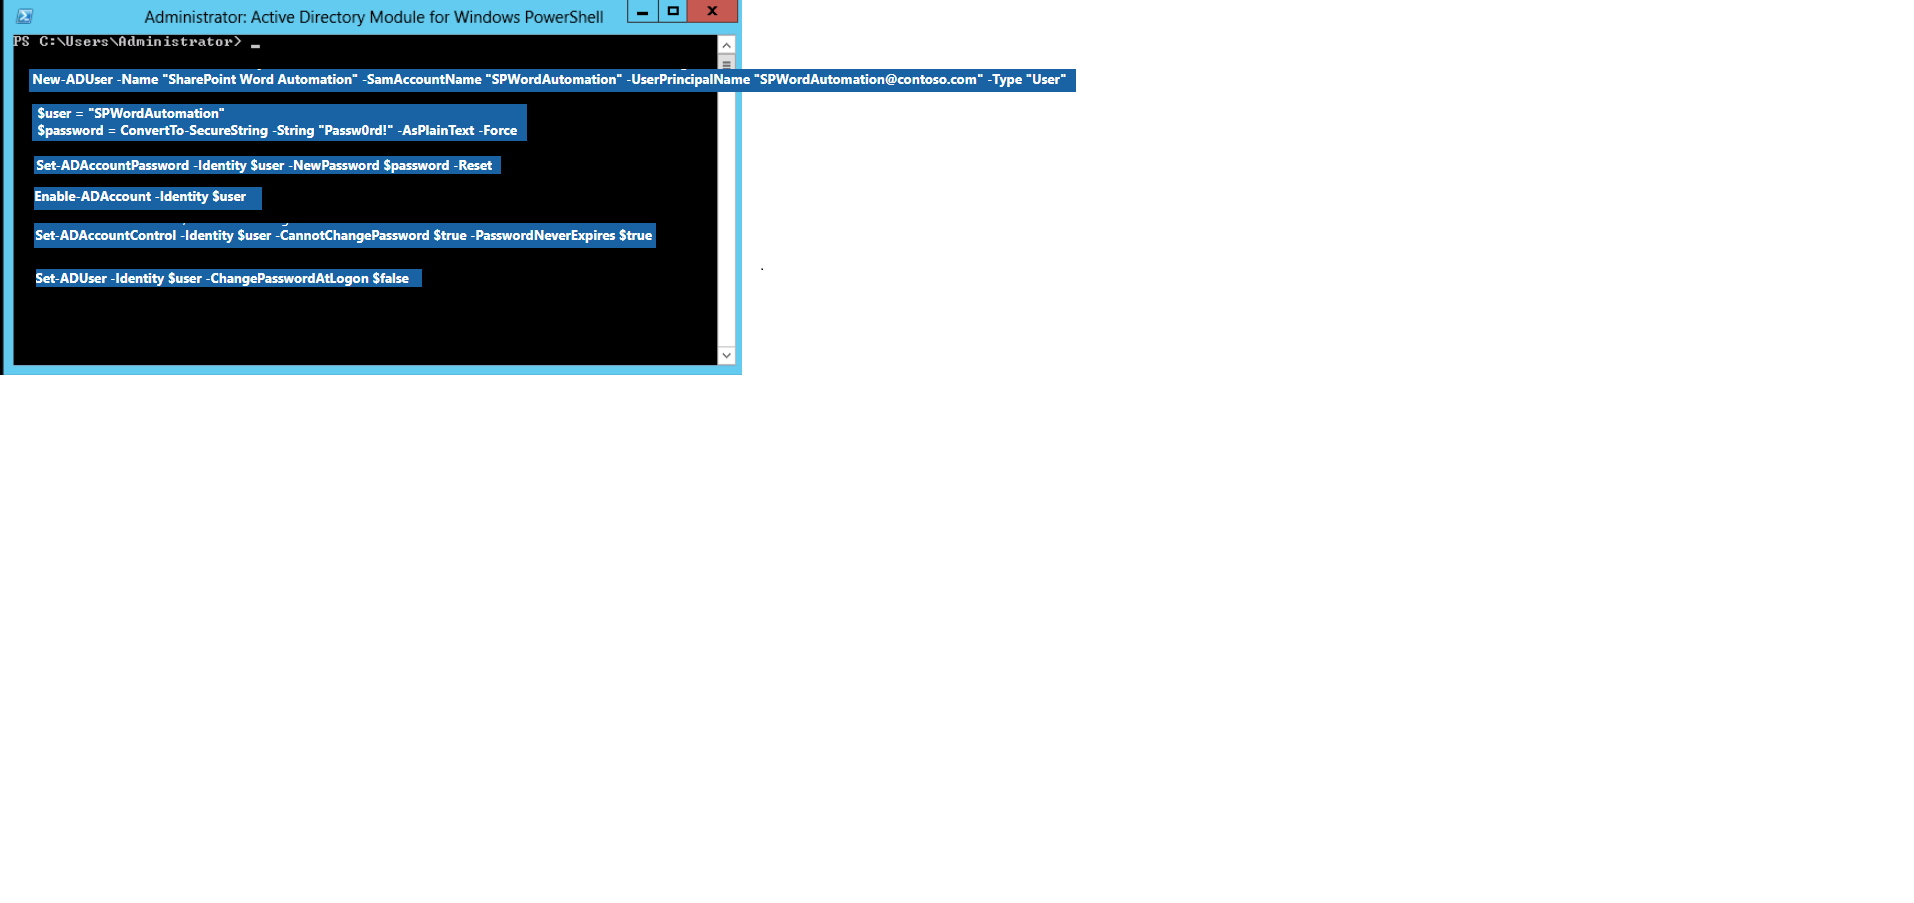 Administrator: Active Directory Module for Windows PowerShell
PS C:\Users\Administrator> _
New-ADUser -Name "SharePoint Word Automation" -SamAccountName "SPWordAutomation" -UserPrincipalName "SPWordAutomation@contoso.com" -Type "User"
$user = "SPWordAutomation"
$password = ConvertTo-SecureString -String "Passw0rd!" -AsPlainText -Force
Set-ADAccountPassword -Identity $user -NewPassword $password -Reset
Enable-ADAccount -Identity $user
Set-ADAccountControl -Identity $user -CannotChangePassword $true -PasswordNeverExpires $true
Set-ADUser -Identity $user -ChangePasswordAtLogon $false